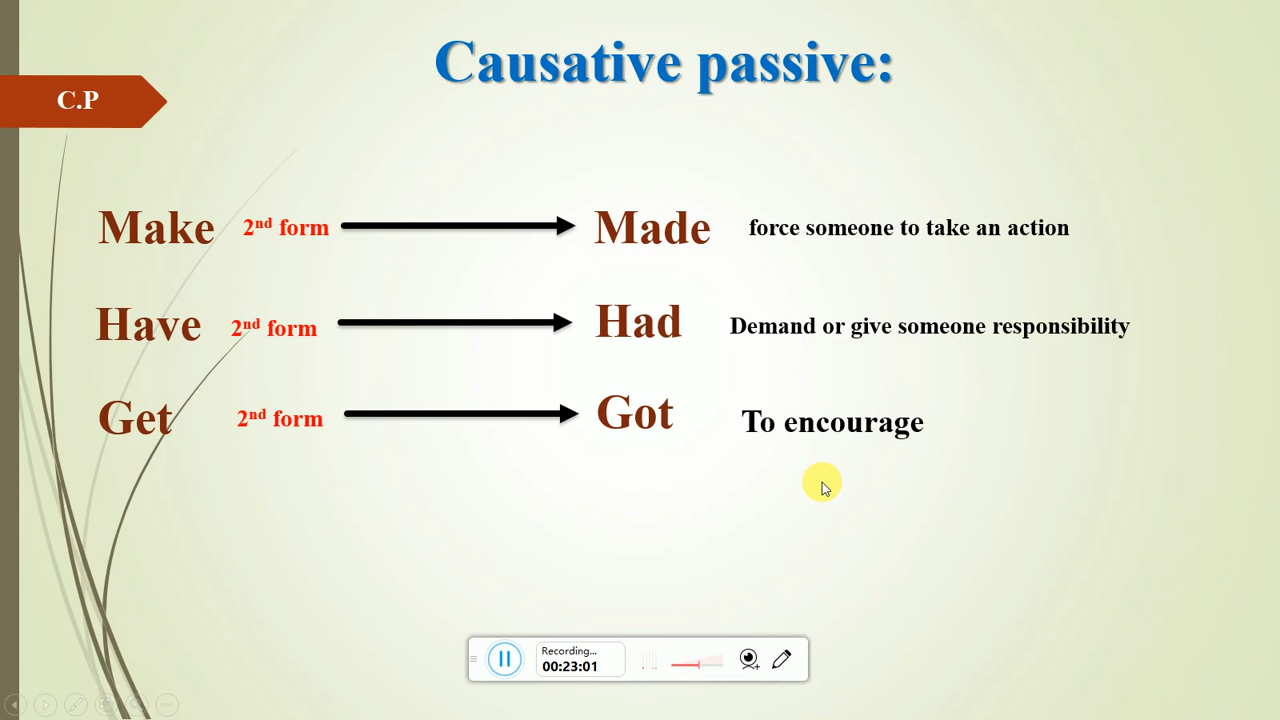 Causative passive:
C.P
Make 2nd form Made force someone to take an action
Have 2nd form Had Demand or give someone responsibility
Get 2nd form Got To encourage
Recording...
00:23:01